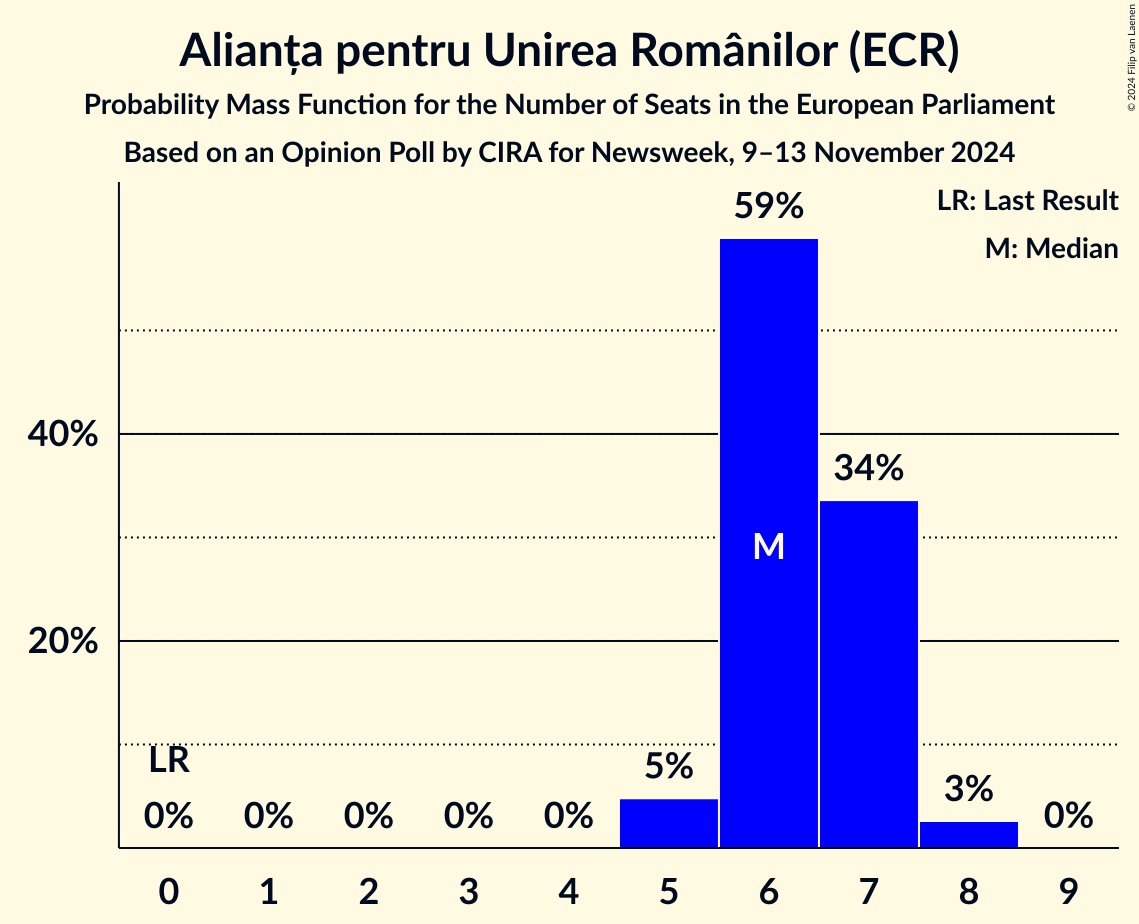 Alianța pentru Unirea Românilor (ECR)
Probability Mass Function for the Number of Seats in the European Parliament
Based on an Opinion Poll by CIRA for Newsweek, 9–13 November 2024
© 2024 Filip van Laenen
LR: Last Result
M: Median
59%
40%
34%
M
20%
LR
5%
3%
0% 0% 0% 0% 0% 0%
0 1 2 3 4 5 6 7 8 9